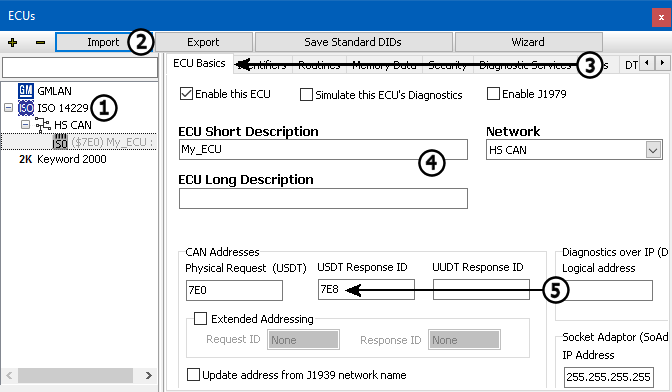 ECUs
Import ② Export Save Standard DIDs Wizard
GM GMLAN
ISO ISO 14229 ①
HS CAN
ISO ($7E0) My_ECU :
2K Keyword 2000
ECU Basics Identifiers Routines Memory Data Security Diagnostic Services ③ DT
Enable this ECU Simulate this ECU's Diagnostics Enable J1979
ECU Short Description Network
My_ECU ④ HS CAN
ECU Long Description
CAN Addresses Diagnostics over IP (D
Physical Request (USDT) USDT Response ID UUDT Response ID Logical address
7E0 7E8 ⑤
Extended Addressing
Request ID None Response ID None
Socket Adaptor (SoAd
IP Address
Update address from J1939 network name 255.255.255.255